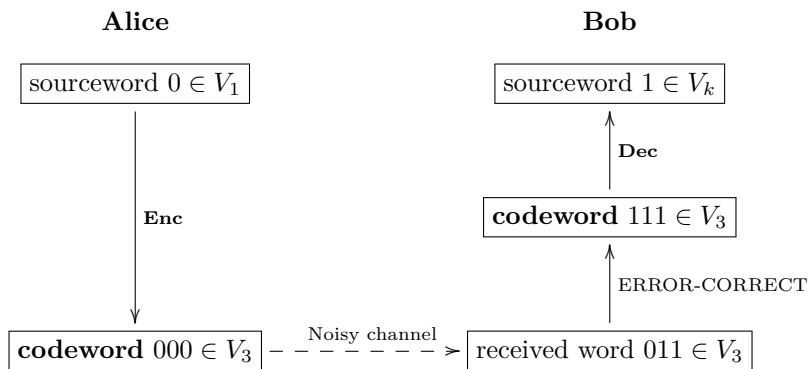 Alice
Bob
sourceword 0 ∈ V₁
sourceword 1 ∈ Vₖ
Dec
Enc
codeword 111 ∈ V₃
ERROR-CORRECT
Noisy channel
codeword 000 ∈ V₃
received word 011 ∈ V₃